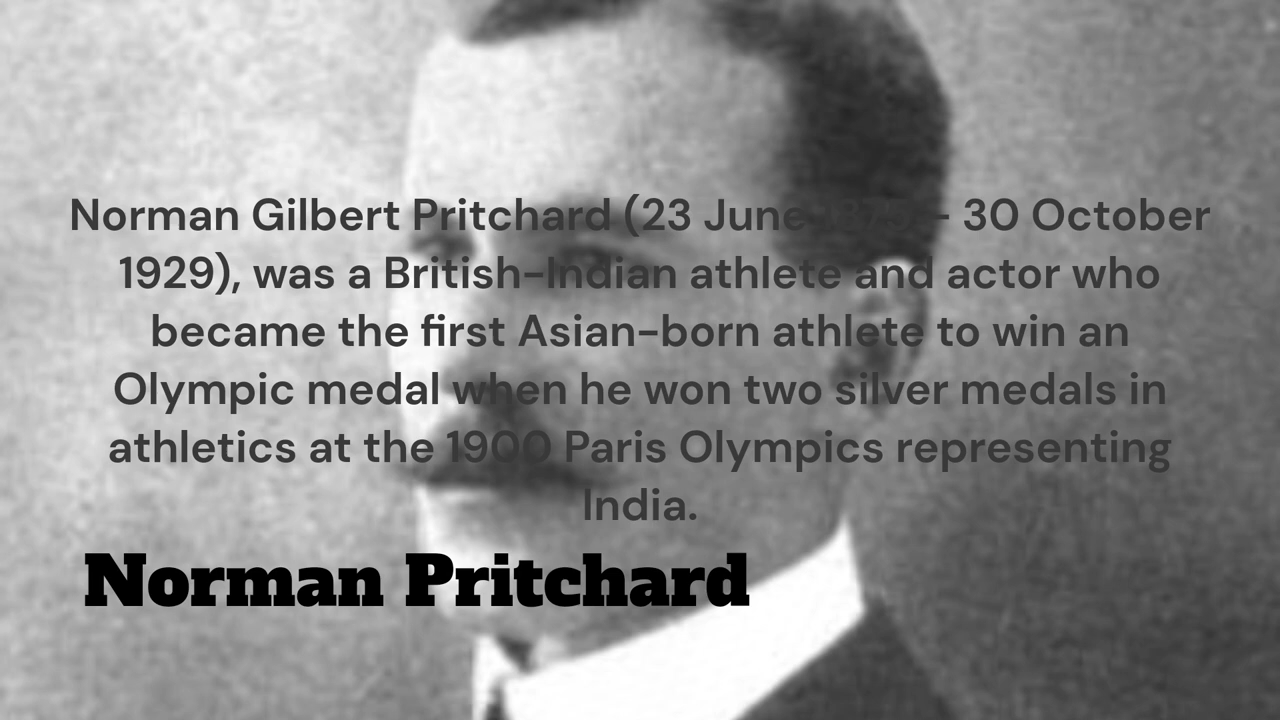 Norman Gilbert Pritchard (23 June 1875 – 30 October
1929), was a British-Indian athlete and actor who
became the first Asian-born athlete to win an
Olympic medal when he won two silver medals in
athletics at the 1900 Paris Olympics representing
India.
Norman Pritchard